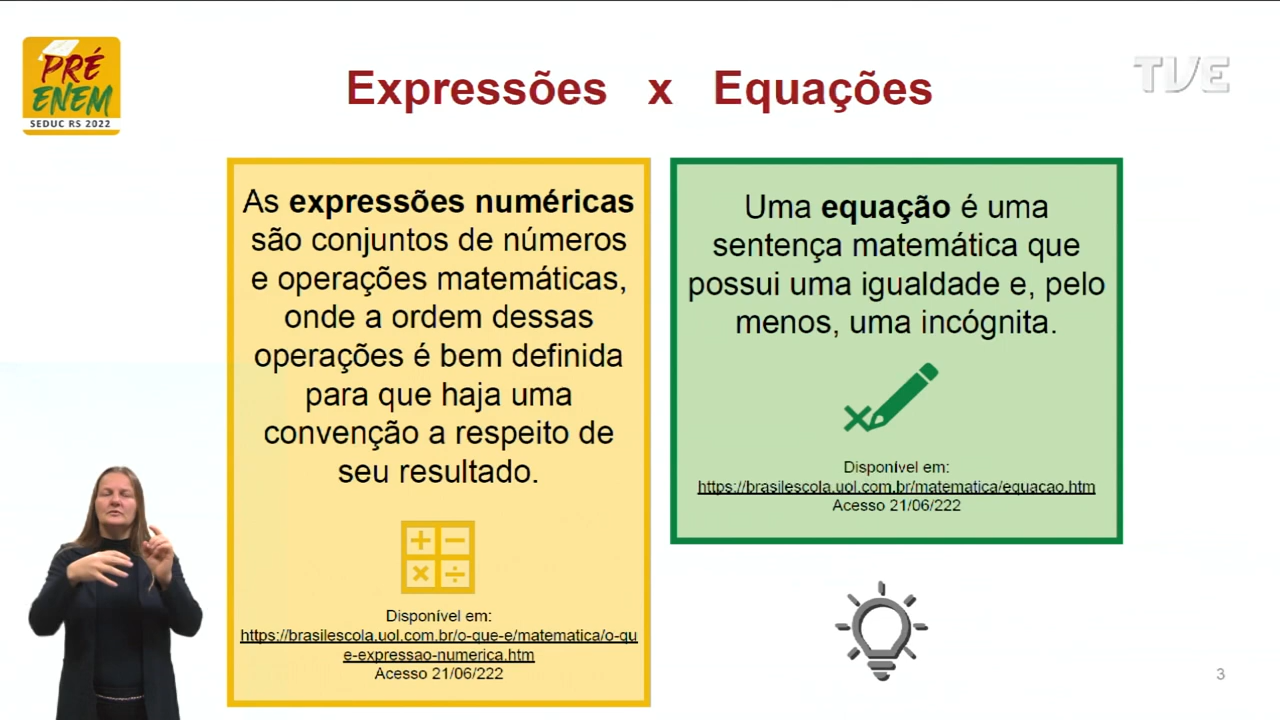 PRÉ
ENEM
SEDUC RS 2022
Expressões x Equações
TVE
As expressões numéricas
são conjuntos de números
e operações matemáticas,
onde a ordem dessas
operações é bem definida
para que haja uma
convenção a respeito de
seu resultado.
Disponível em:
https://brasilescola.uol.com.br/o-que-e/matematica/o-qu
e-expressao-numerica.htm
Acesso 21/06/222
Uma equação é uma
sentença matemática que
possui uma igualdade e, pelo
menos, uma incógnita.
Disponível em:
https://brasilescola.uol.com.br/matematica/equacao.htm
Acesso 21/06/222
3